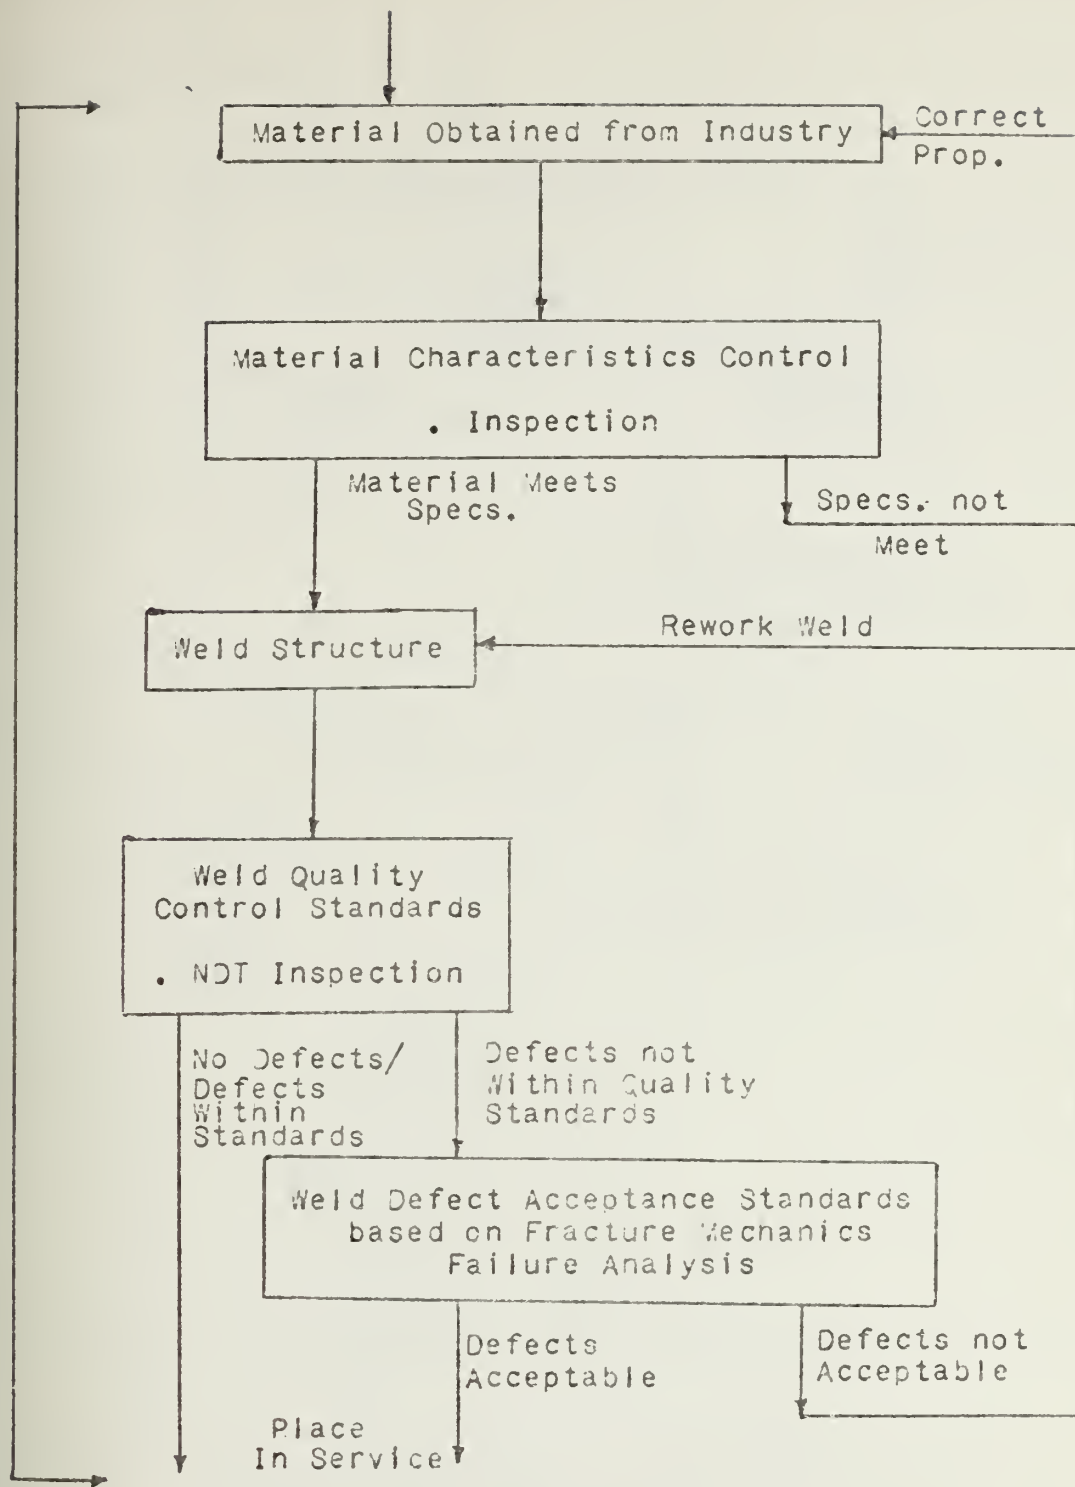 Material Obtained from Industry
Correct
Prop.
Material Characteristics Control
. Inspection
Material Meets
Specs.
Specs. not
Meet
Rework Weld
Weld Structure
Weld Quality
Control Standards
. NDT Inspection
No Defects/
Defects
Within
Standards
Defects not
Within Quality
Standards
Weld Defect Acceptance Standards
based on Fracture Mechanics
Failure Analysis
Defects
Acceptable
Defects not
Acceptable
Place
In Service